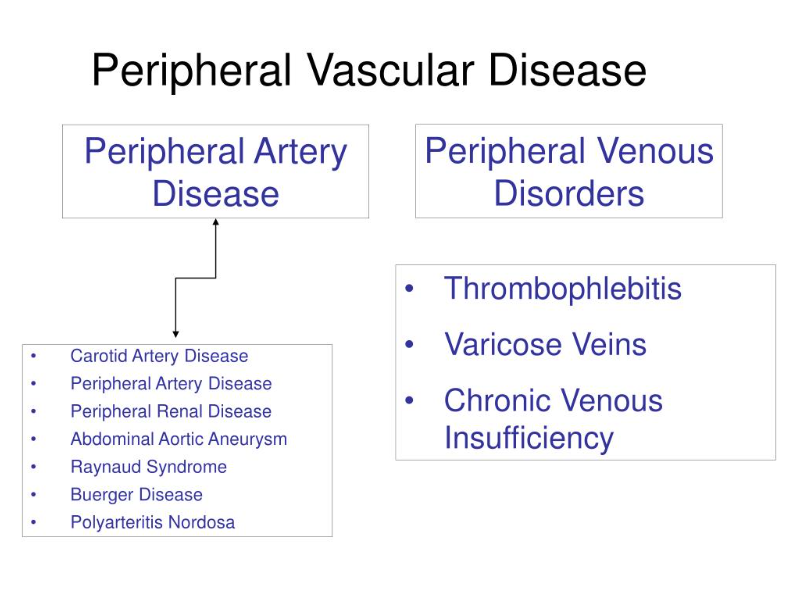 Peripheral Vascular Disease
Peripheral Artery
Disease
Peripheral Venous
Disorders
• Carotid Artery Disease
• Peripheral Artery Disease
• Peripheral Renal Disease
• Abdominal Aortic Aneurysm
• Raynaud Syndrome
• Buerger Disease
• Polyarteritis Nordosa
• Thrombophlebitis
• Varicose Veins
• Chronic Venous
Insufficiency